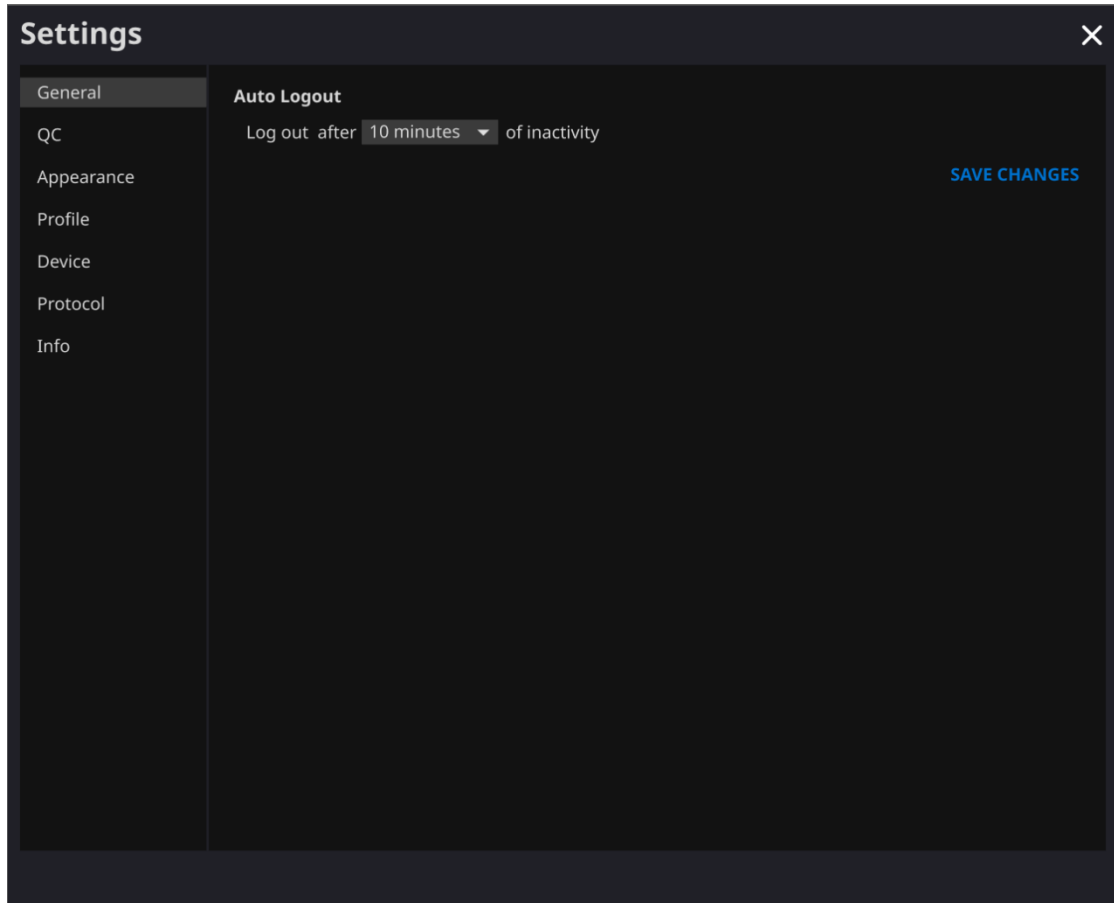 Settings
General
QC
Appearance
Profile
Device
Protocol
Info
Auto Logout
Log out after 10 minutes of inactivity
SAVE CHANGES